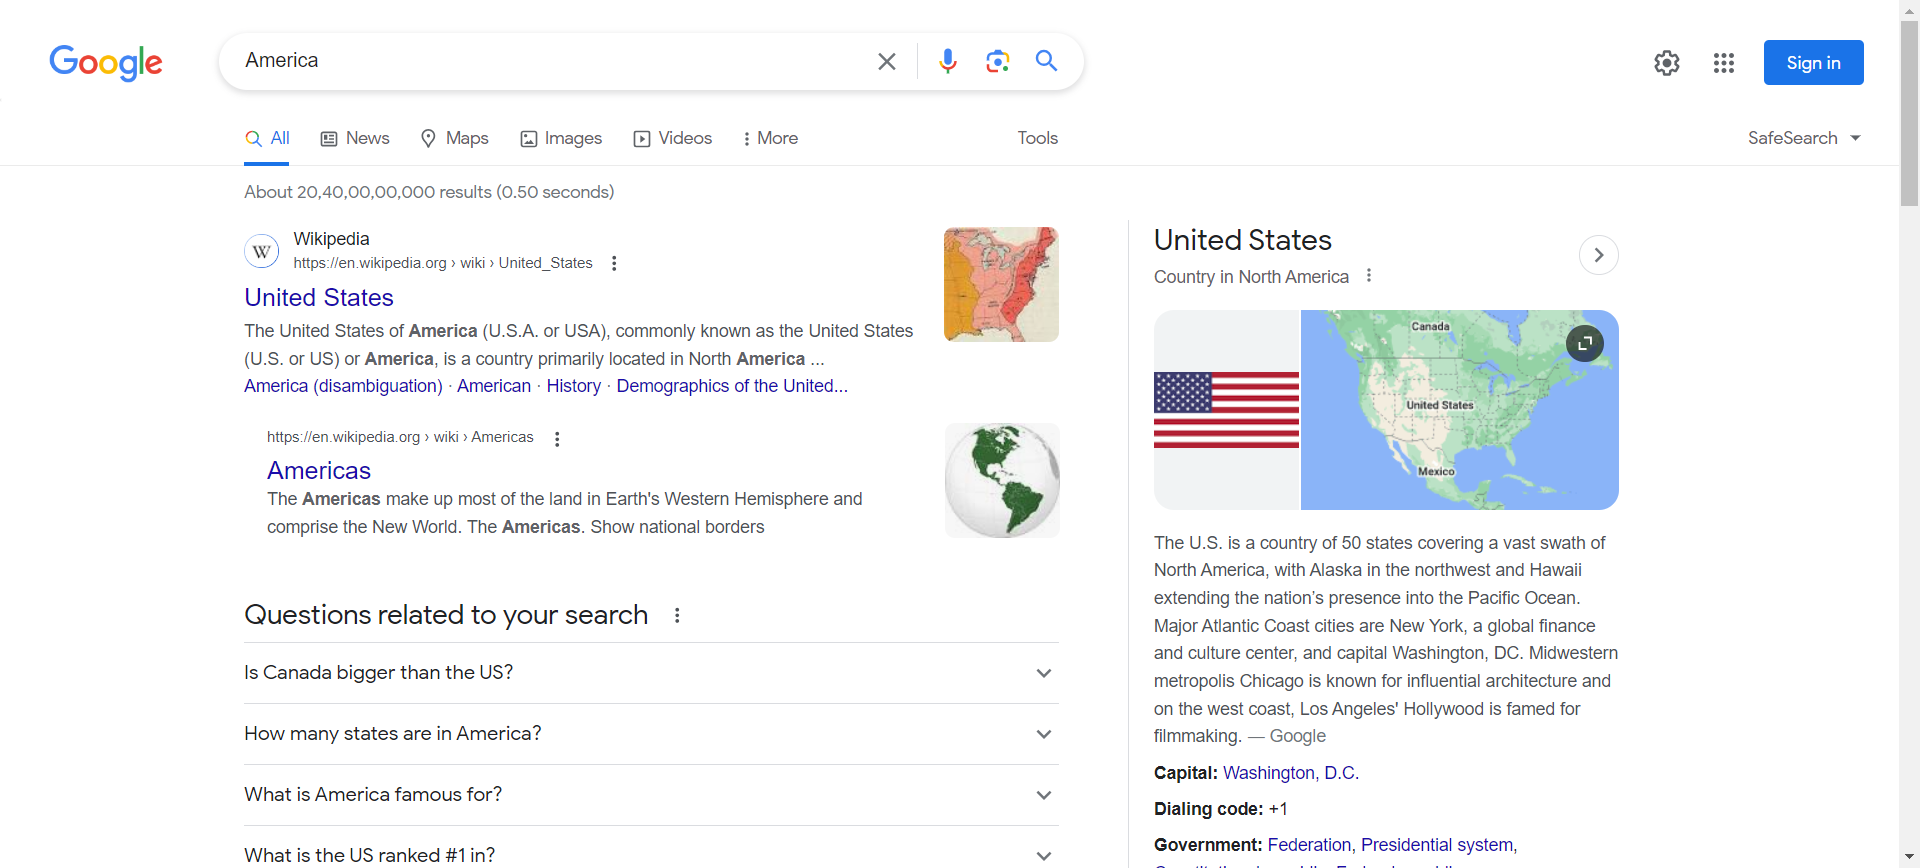 Google
America
Sign in
All
News
Maps
Images
Videos
More
Tools
SafeSearch
About 20,40,00,00,000 results (0.50 seconds)
W
Wikipedia
https://en.wikipedia.org › wiki › United_States
United States
The United States of America (U.S.A. or USA), commonly known as the United States
(U.S. or US) or America, is a country primarily located in North America ...
America (disambiguation) · American · History · Demographics of the United...
https://en.wikipedia.org › wiki › Americas
Americas
The Americas make up most of the land in Earth's Western Hemisphere and
comprise the New World. The Americas. Show national borders
Questions related to your search
Is Canada bigger than the US?
How many states are in America?
What is America famous for?
What is the US ranked #1 in?
United States
Country in North America
Canada
United States
Mexico
The U.S. is a country of 50 states covering a vast swath of
North America, with Alaska in the northwest and Hawaii
extending the nation’s presence into the Pacific Ocean.
Major Atlantic Coast cities are New York, a global finance
and culture center, and capital Washington, DC. Midwestern
metropolis Chicago is known for influential architecture and
on the west coast, Los Angeles' Hollywood is famed for
filmmaking. — Google
Capital: Washington, D.C.
Dialing code: +1
Government: Federation, Presidential system,